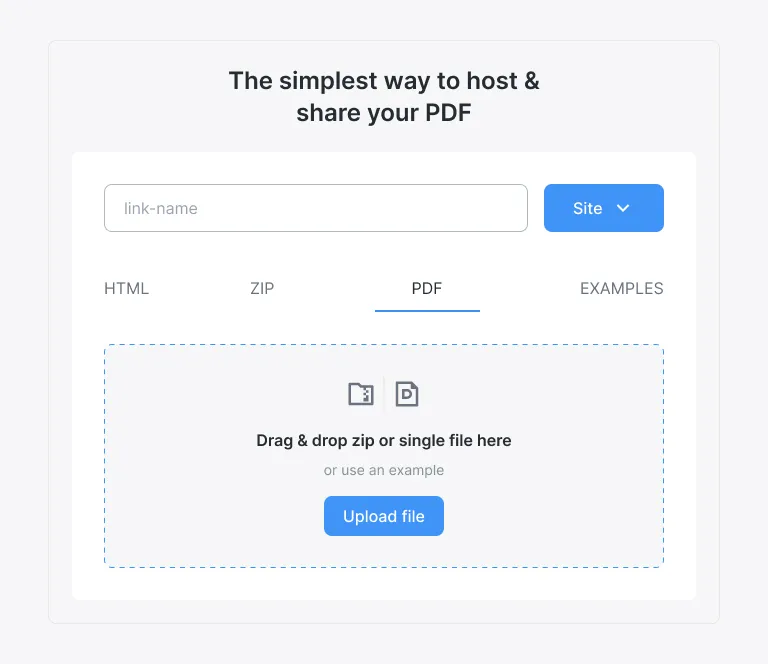 The simplest way to host &
share your PDF
link-name
Site
HTML ZIP PDF EXAMPLES
D
Drag & drop zip or single file here
or use an example
Upload file